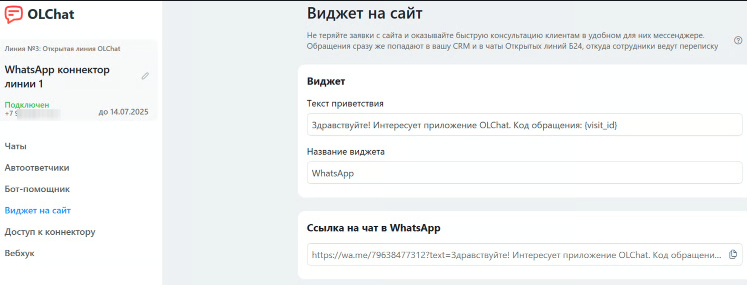 OLChat
Линия №3: Открытая линия OLChat
WhatsApp коннектор
линии 1
Подключен
до 14.07.2025
Чаты
Автоответчики
Бот-помощник
Виджет на сайт
Доступ к коннектору
Вебхук
Виджет на сайт
Не теряйте заявки с сайта и оказывайте быструю консультацию клиентам в удобном для них мессенджере.
Обращения сразу же попадают в вашу CRM и в чаты Открытых линий Б24, откуда сотрудники ведут переписку
Виджет
Текст приветствия
Здравствуйте! Интересует приложение OLChat. Код обращения: {visit_id}
Название виджета
WhatsApp
Ссылка на чат в WhatsApp
https://wa.me/79638477312?text=Здравствуйте! Интересует приложение OLChat. Код обращени...